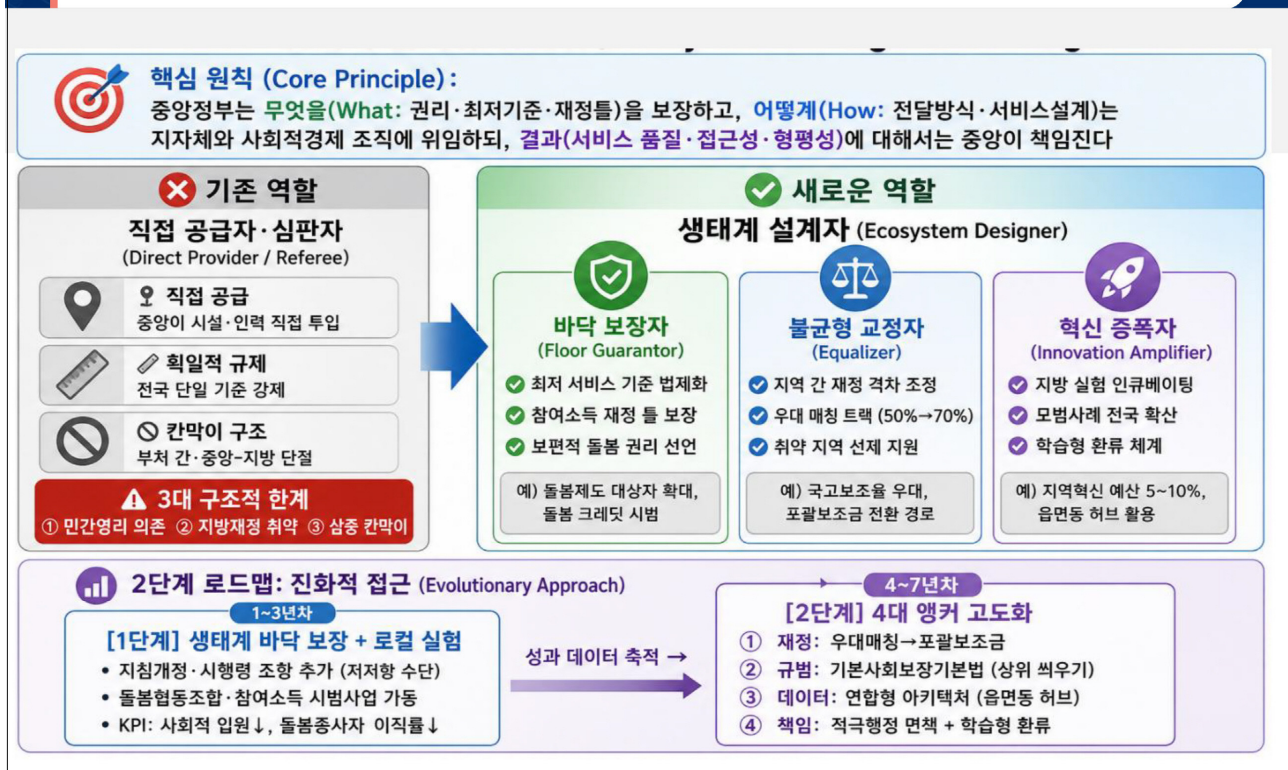 핵심 원칙 (Core Principle):
중앙정부는 무엇을(What: 권리·최저기준·재정틀)을 보장하고, 어떻계(How: 전달방식·서비스설계)는
지자체와 사회적경제 조직에 위임하되, 결과(서비스 품질·접근성·형평성)에 대해서는 중앙이 책임진다
기존 역할
직접 공급자·심판자
(Direct Provider / Referee)
직접 공급
중앙이 시설·인력 직접 투입
획일적 규제
전국 단일 기준 강제
칸막이 구조
부처 간·중앙-지방 단절
3대 구조적 한계
① 민간영리 의존 ② 지방재정 취약 ③ 삼중 칸막이
새로운 역할
생태계 설계자 (Ecosystem Designer)
바닥 보장자
(Floor Guarantor)
최저 서비스 기준 법제화
참여소득 재정 틀 보장
보편적 돌봄 권리 선언
예) 돌봄제도 대상자 확대,
돌봄 크레딧 시범
불균형 교정자
(Equalizer)
지역 간 재정 격차 조정
우대 매칭 트랙 (50%→70%)
취약 지역 선제 지원
예) 국고보조율 우대,
포괄보조금 전환 경로
혁신 증폭자
(Innovation Amplifier)
지방 실험 인큐베이팅
모범사례 전국 확산
학습형 환류 체계
예) 지역혁신 예산 5~10%,
읍면동 허브 활용
2단계 로드맵: 진화적 접근 (Evolutionary Approach)
1~3년차
[1단계] 생태계 바닥 보장 + 로컬 실험
• 지침개정·시행령 조항 추가 (저저항 수단)
• 돌봄협동조합·참여소득 시범사업 가동
• KPI: 사회적 입원↓, 돌봄종사자 이직률↓
성과 데이터 축적 →
4~7년차
[2단계] 4대 앵커 고도화
① 재정: 우대매칭→포괄보조금
② 규범: 기본사회보장기본법 (상위 씌우기)
③ 데이터: 연합형 아키텍처 (읍면동 허브)
④ 책임: 적극행정 면책 + 학습형 환류